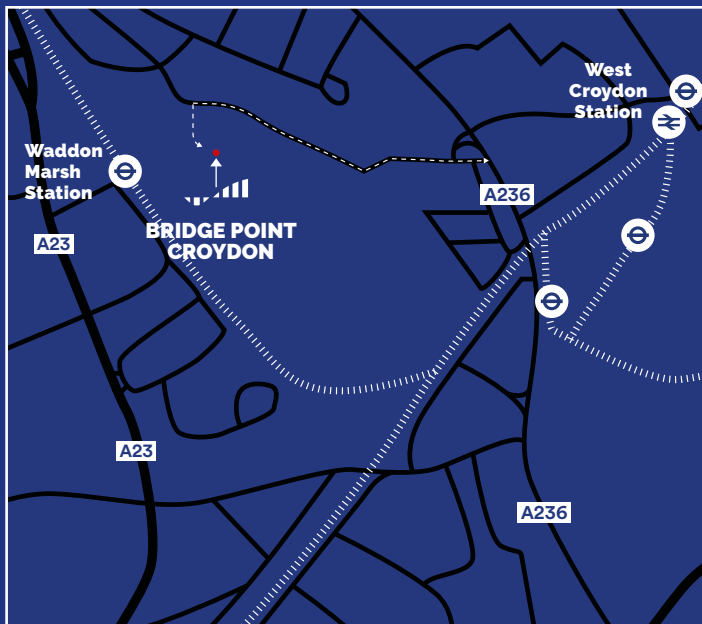 West
Croydon
Station
Waddon
Marsh
Station
A236
A23
BRIDGE POINT
CROYDON
A23
A236